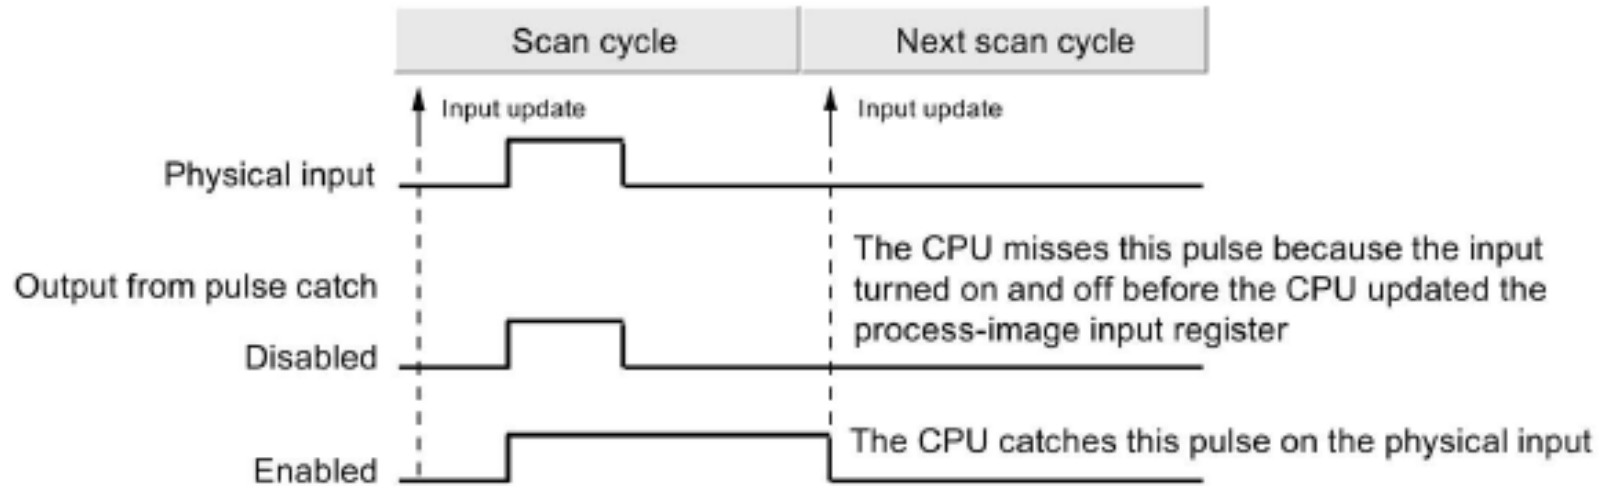 Scan cycle
Next scan cycle
Input update
Input update
Physical input
The CPU misses this pulse because the input
turned on and off before the CPU updated the
process-image input register
Output from pulse catch
Disabled
The CPU catches this pulse on the physical input
Enabled